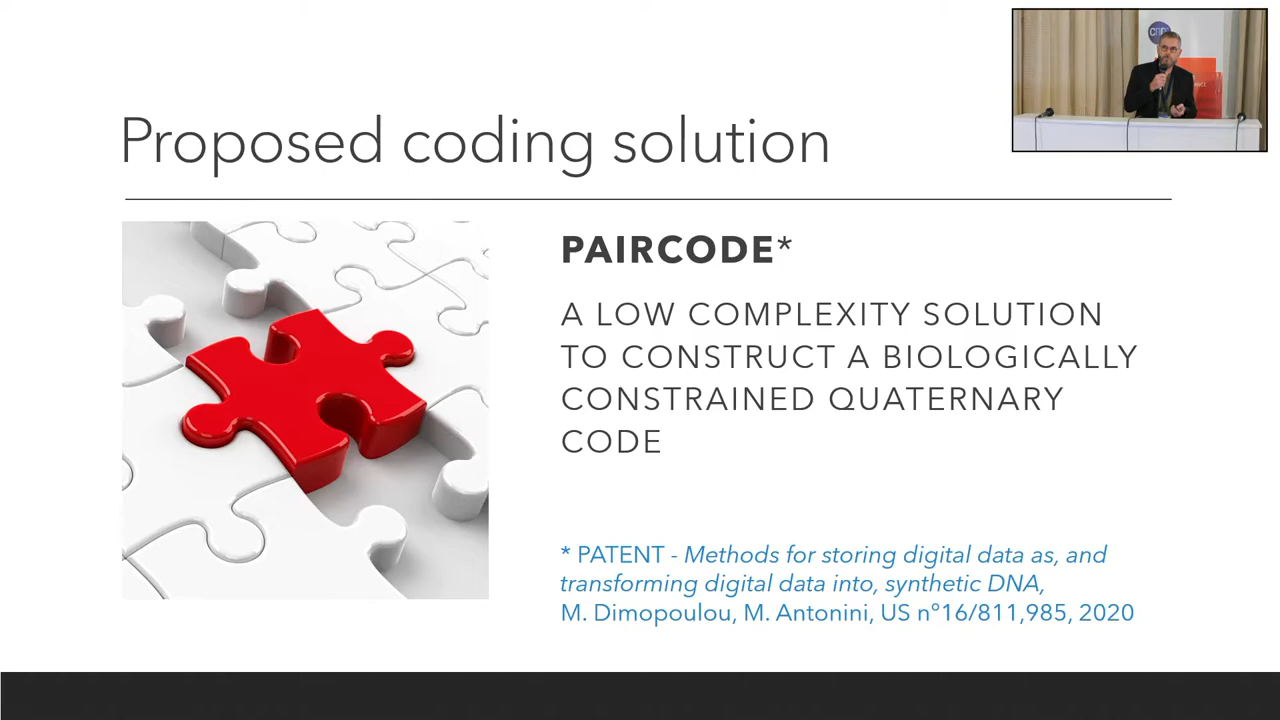 Proposed coding solution
PAIRCODE*
A LOW COMPLEXITY SOLUTION
TO CONSTRUCT A BIOLOGICALLY
CONSTRAINED QUATERNARY
CODE
* PATENT - Methods for storing digital data as, and
transforming digital data into, synthetic DNA,
M. Dimopoulou, M. Antonini, US n°16/811,985, 2020